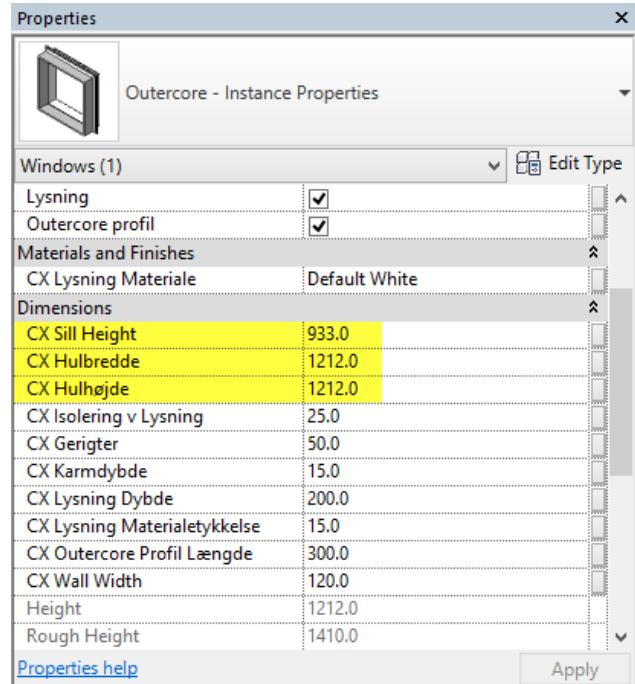 Properties
Outercore - Instance Properties
Windows (1) Edit Type
Lysning
Outercore profil
Materials and Finishes
CX Lysning Materiale Default White
Dimensions
CX Sill Height 933.0
CX Hulbredde 1212.0
CX Hulhøjde 1212.0
CX Isolering v Lysning 25.0
CX Gerigter 50.0
CX Karmdybde 15.0
CX Lysning Dybde 200.0
CX Lysning Materialetykkelse 15.0
CX Outercore Profil Længde 300.0
CX Wall Width 120.0
Height 1212.0
Rough Height 1410.0
Properties help Apply